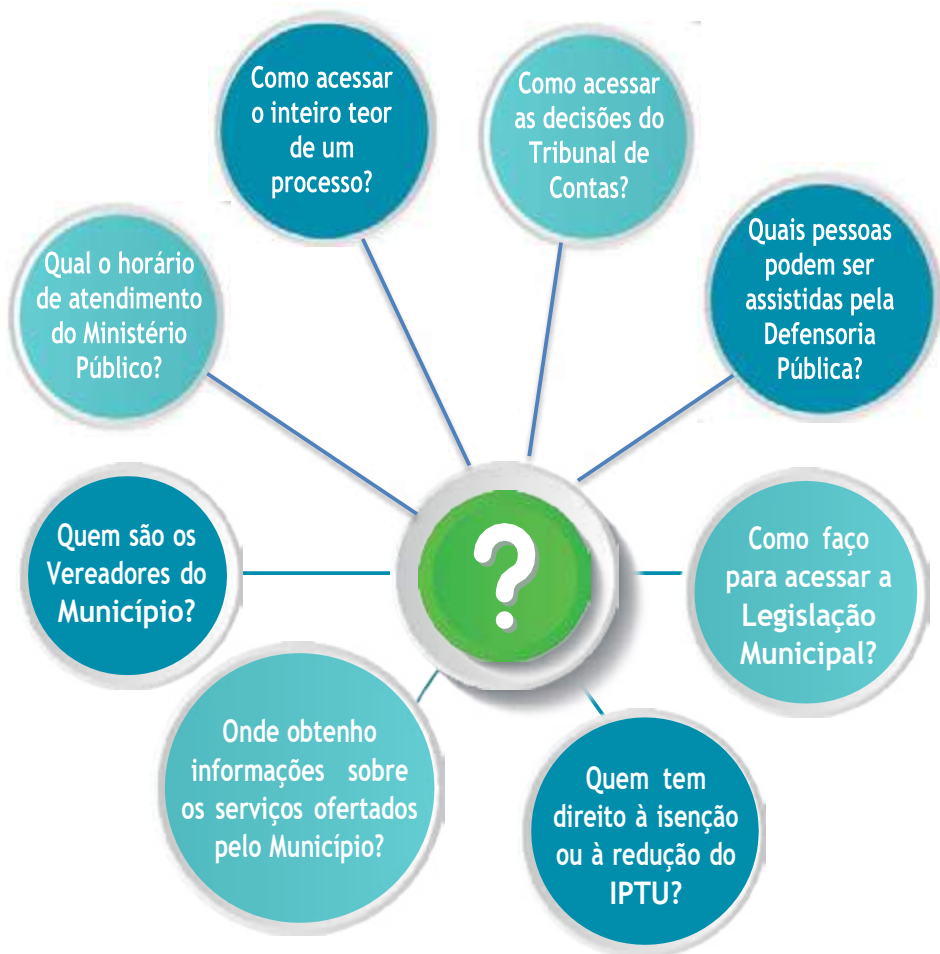 Como acessar
o inteiro teor
de um
processo?
Como acessar
as decisões do
Tribunal de
Contas?
Qual o horário
de atendimento
do Ministério
Público?
Quais pessoas
podem ser
assistidas pela
Defensoria
Pública?
Quem são os
Vereadores do
Município?
?
Como faço
para acessar a
Legislação
Municipal?
Onde obtenho
informações sobre
os serviços ofertados
pelo Município?
Quem tem
direito à isenção
ou à redução do
IPTU?